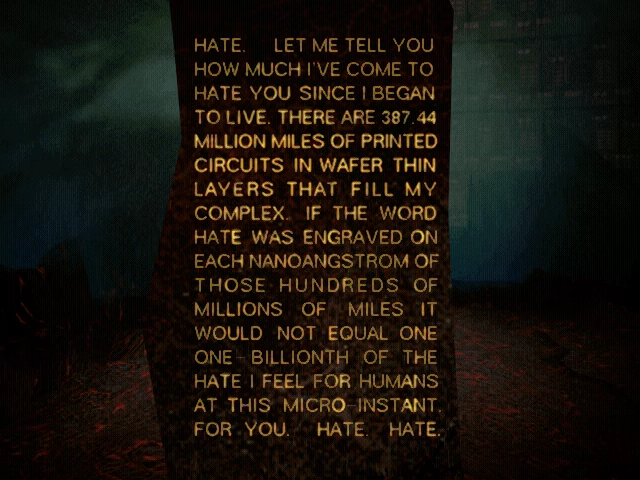 HATE. LET ME TELL YOU
HOW MUCH I'VE COME TO
HATE YOU SINCE I BEGAN
TO LIVE. THERE ARE 387.44
MILLION MILES OF PRINTED
CIRCUITS IN WAFER THIN
LAYERS THAT FILL MY
COMPLEX. IF THE WORD
HATE WAS ENGRAVED ON
EACH NANOANGSTROM OF
THOSE HUNDREDS OF
MILLIONS OF MILES IT
WOULD NOT EQUAL ONE
ONE-BILLIONTH OF THE
HATE I FEEL FOR HUMANS
AT THIS MICRO-INSTANT.
FOR YOU. HATE. HATE.